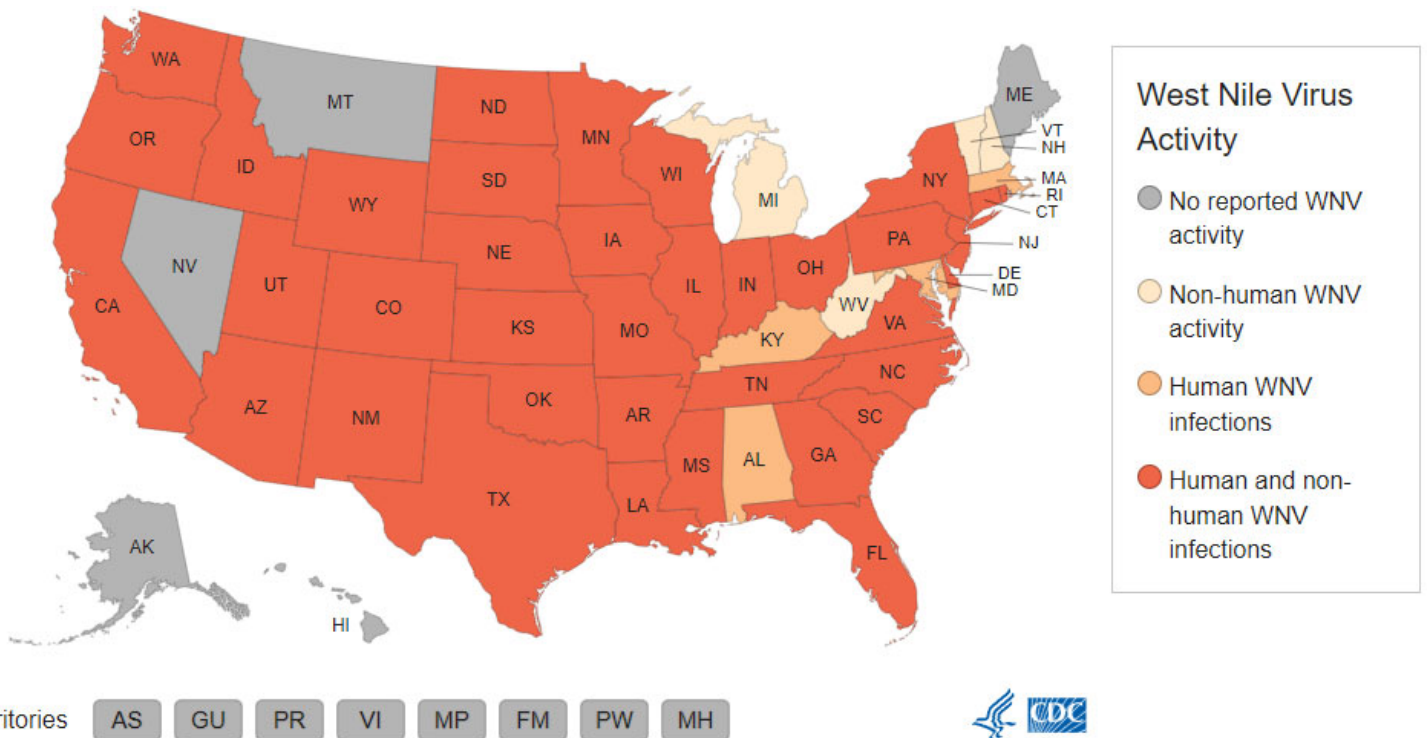 WA
MT
ND
MN
ME
VT
NH
OR
ID
SD
WI
NY
MA
RI
CT
WY
MI
IA
PA
NJ
NE
OH
DE
MD
NV
UT
IL
IN
WV
CA
CO
KS
MO
KY
VA
TN
NC
AZ
NM
OK
AR
SC
MS
AL
GA
TX
LA
FL
AK
HI
West Nile Virus
Activity
No reported WNV
activity
Non-human WNV
activity
Human WNV
infections
Human and non-
human WNV
infections
ritories AS GU PR VI MP FM PW MH
CDC